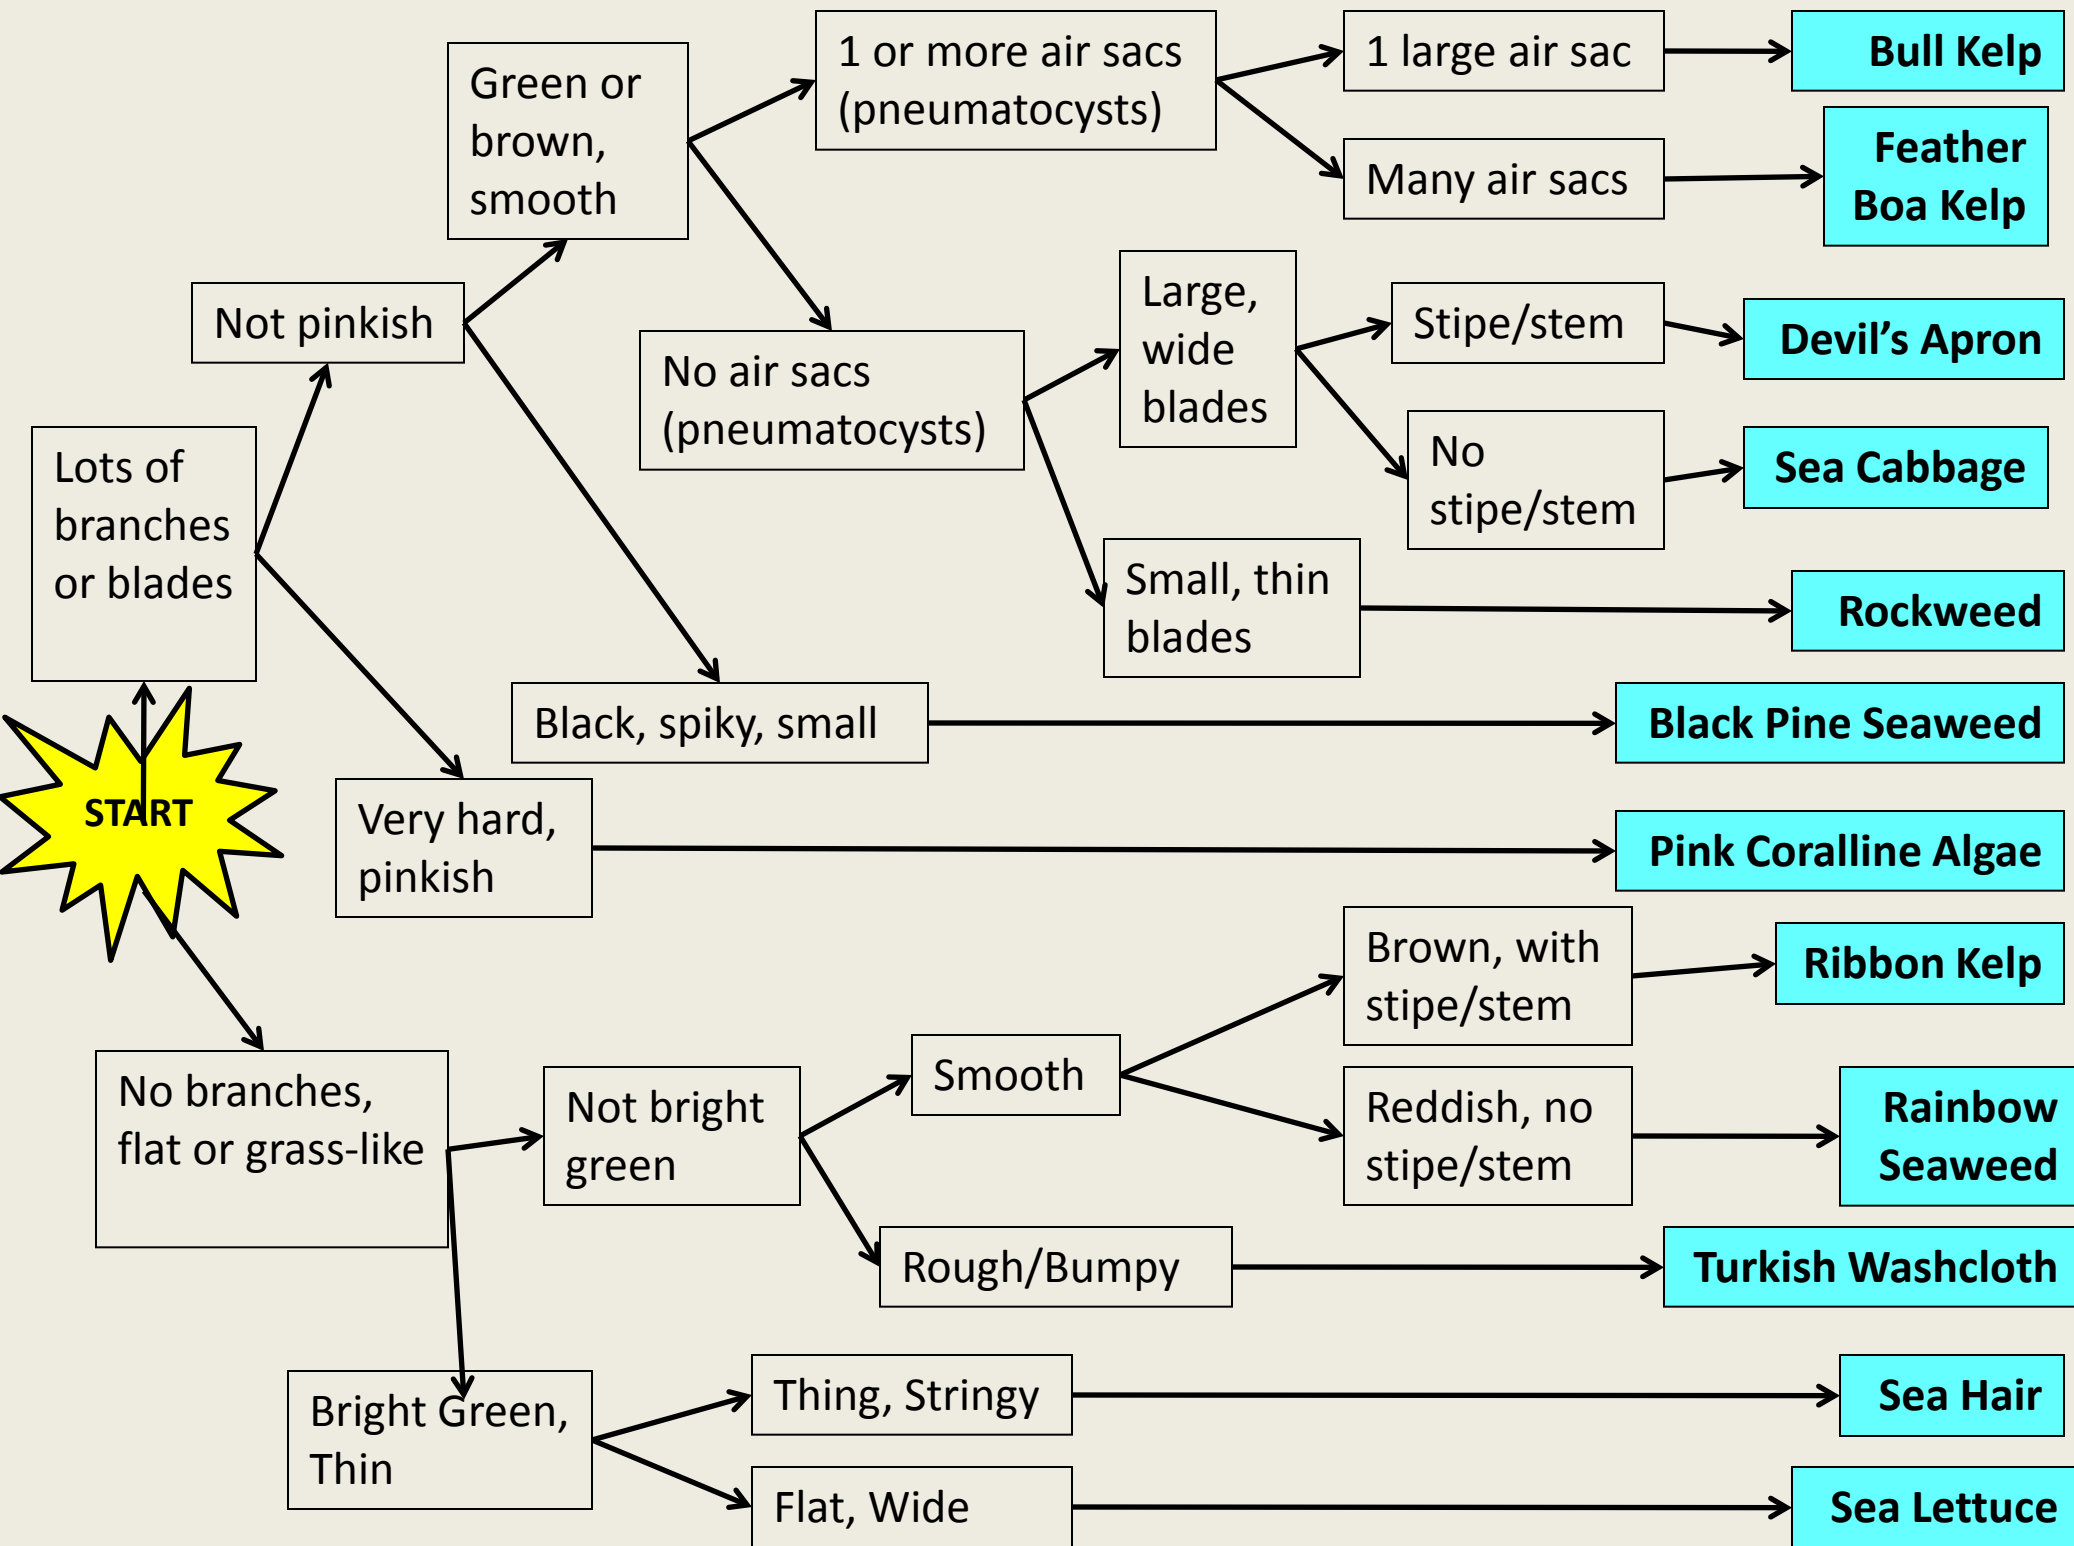 Green or
brown,
smooth
1 or more air sacs
(pneumatocysts)
1 large air sac
Bull Kelp
Many air sacs
Feather
Boa Kelp
Not pinkish
No air sacs
(pneumatocysts)
Large,
wide
blades
Stipe/stem
Devil's Apron
No
stipe/stem
Sea Cabbage
Lots of
branches
or blades
Small, thin
blades
Rockweed
Black, spiky, small
Black Pine Seaweed
START
Very hard,
pinkish
Pink Coralline Algae
No branches,
flat or grass-like
Not bright
green
Smooth
Brown, with
stipe/stem
Ribbon Kelp
Reddish, no
stipe/stem
Rainbow
Seaweed
Rough/Bumpy
Turkish Washcloth
Bright Green,
Thin
Thing, Stringy
Sea Hair
Flat, Wide
Sea Lettuce